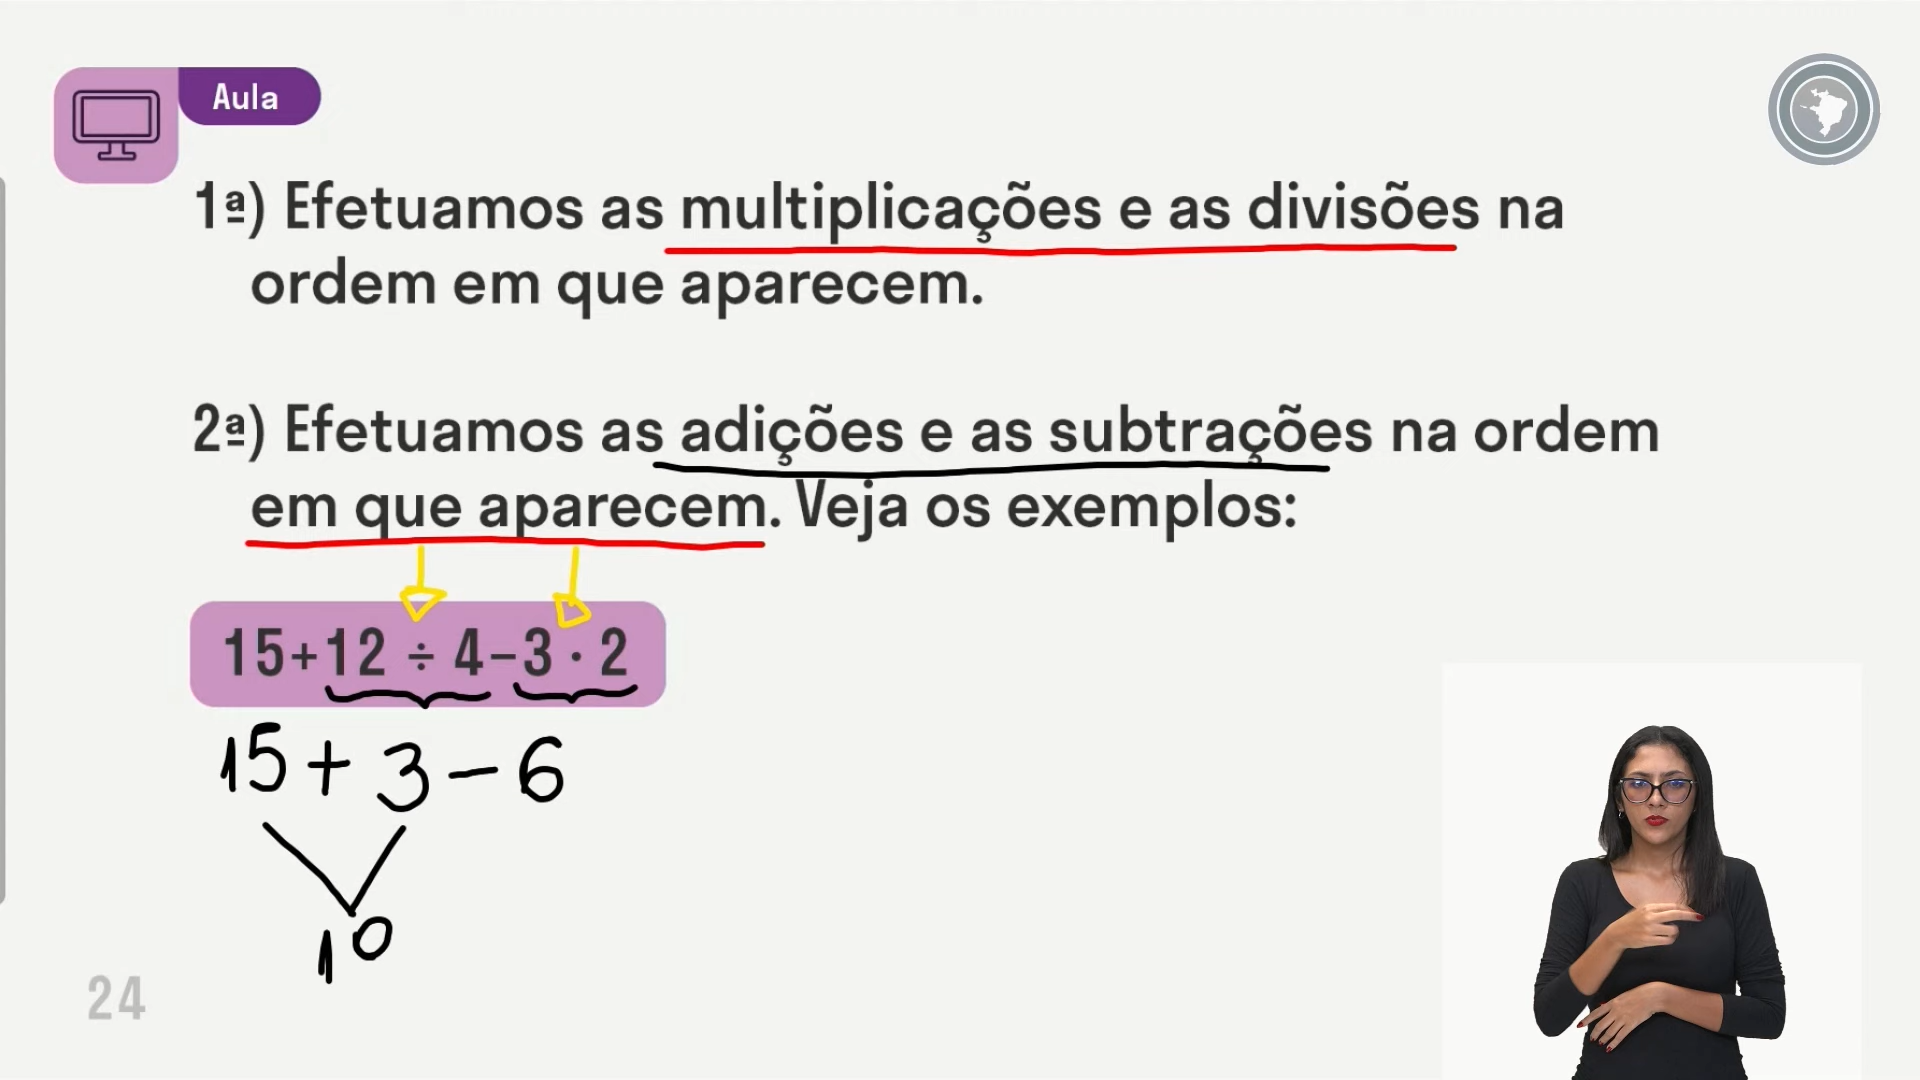 Aula
1ª) Efetuamos as multiplicações e as divisões na
ordem em que aparecem.
2ª) Efetuamos as adições e as subtrações na ordem
em que aparecem. Veja os exemplos:
15+12 ÷ 4−3 · 2
15 + 3 − 6
10
24